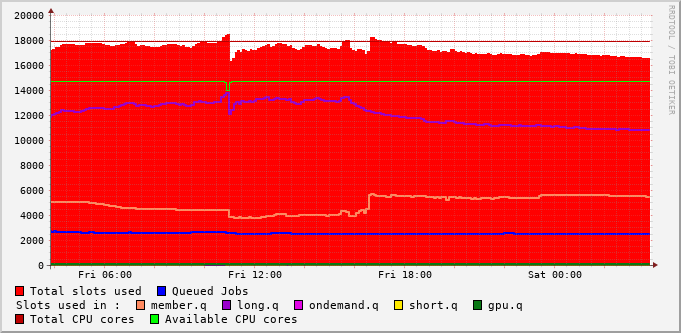 20000
18000
16000
14000
12000
10000
8000
6000
4000
2000
0
Fri 06:00 Fri 12:00 Fri 18:00 Sat 00:00
Total slots used Queued Jobs
Slots used in : member.q long.q ondemand.q short.q gpu.q
Total CPU cores Available CPU cores
RRDTOOL / TOBI OETIKER